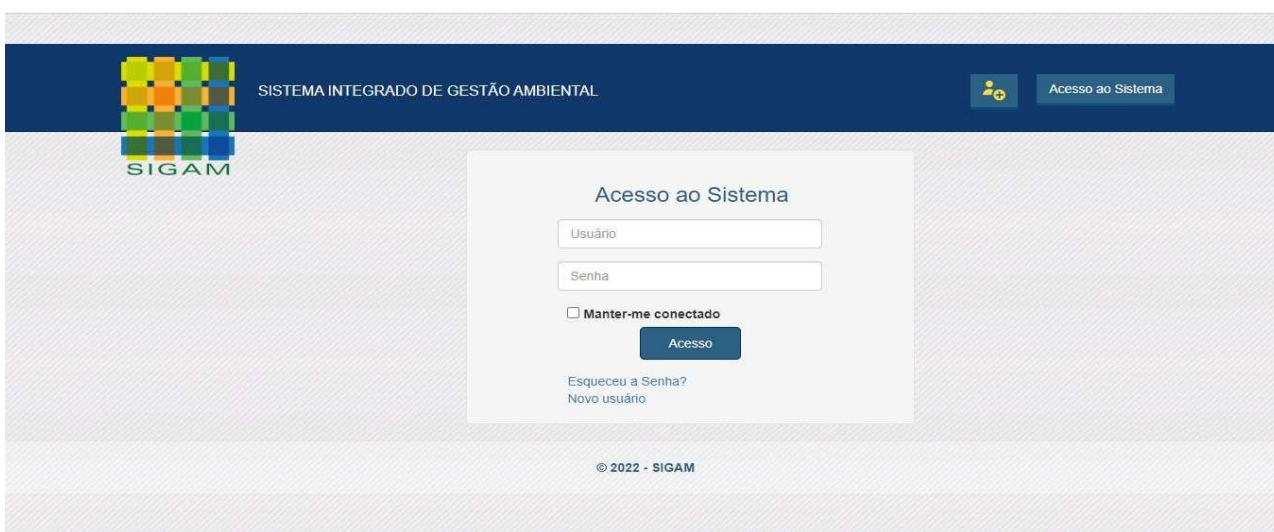 SISTEMA INTEGRADO DE GESTÃO AMBIENTAL
Acesso ao Sistema
SIGAM
Acesso ao Sistema
Usuário
Senha
Manter-me conectado
Acesso
Esqueceu a Senha?
Novo usuário
© 2022 - SIGAM